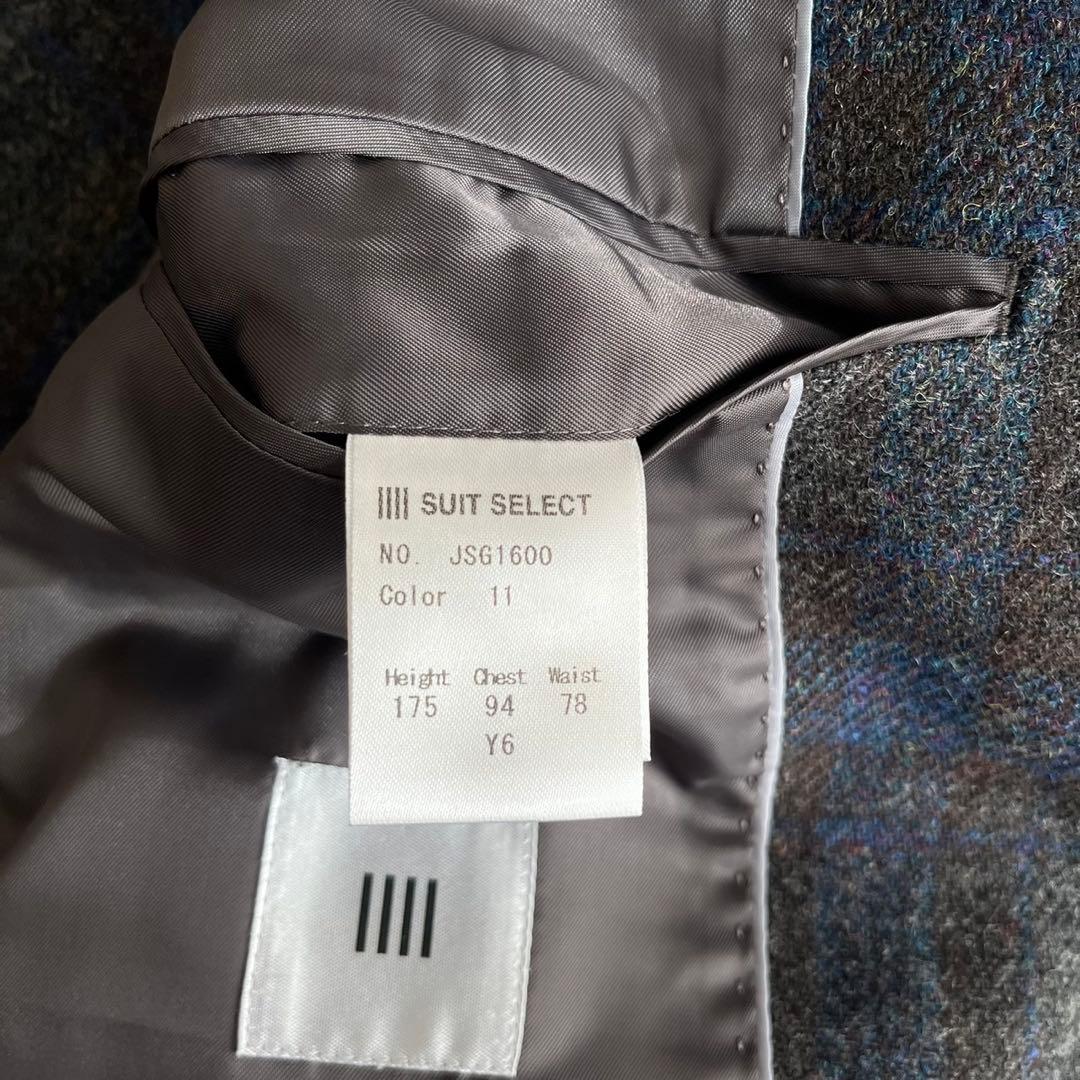 SUIT SELECT
NO. JSG1600
Color 11
Height Chest Waist
175 94 78
Y6